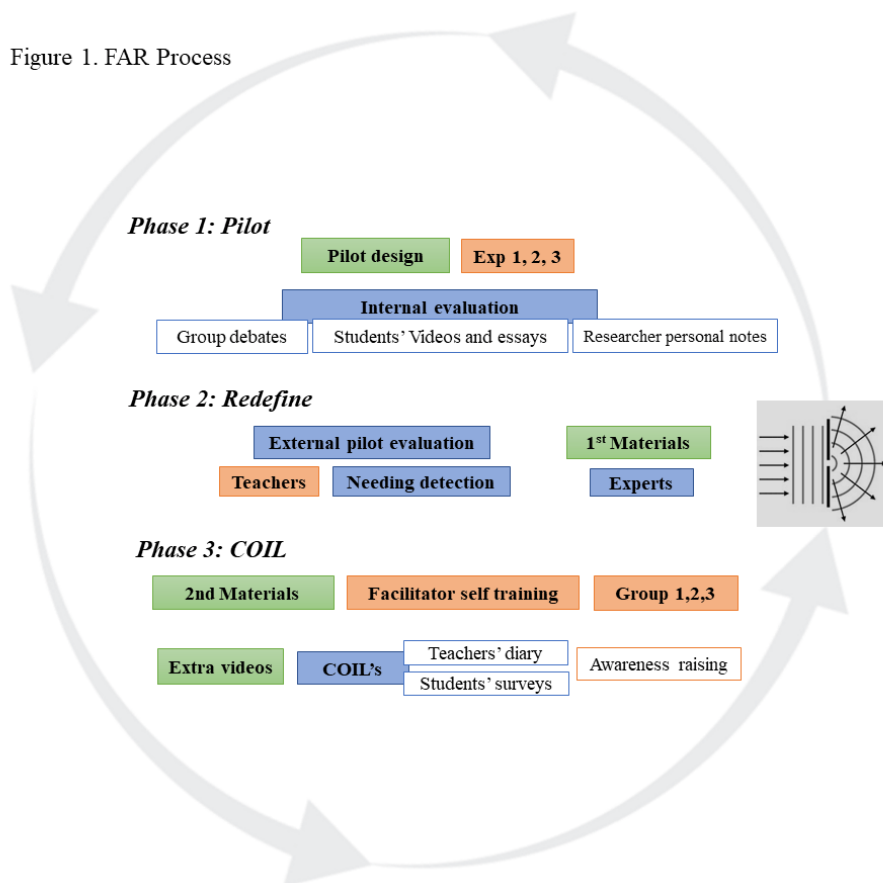 Figure 1. FAR Process
Phase 1: Pilot
Pilot design
Exp 1, 2, 3
Internal evaluation
Group debates
Students' Videos and essays
Researcher personal notes
Phase 2: Redefine
External pilot evaluation
1st Materials
Teachers
Needing detection
Experts
Phase 3: COIL
2nd Materials
Facilitator self training
Group 1,2,3
Extra videos
COIL's
Teachers' diary
Students' surveys
Awareness raising